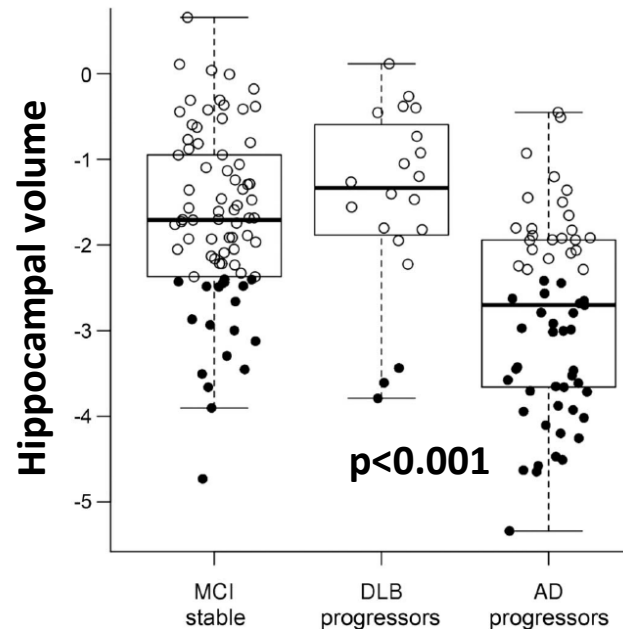 Hippocampal volume
0
-1
-2
-3
-4
-5
p<0.001
MCI
stable
DLB
progressors
AD
progressors